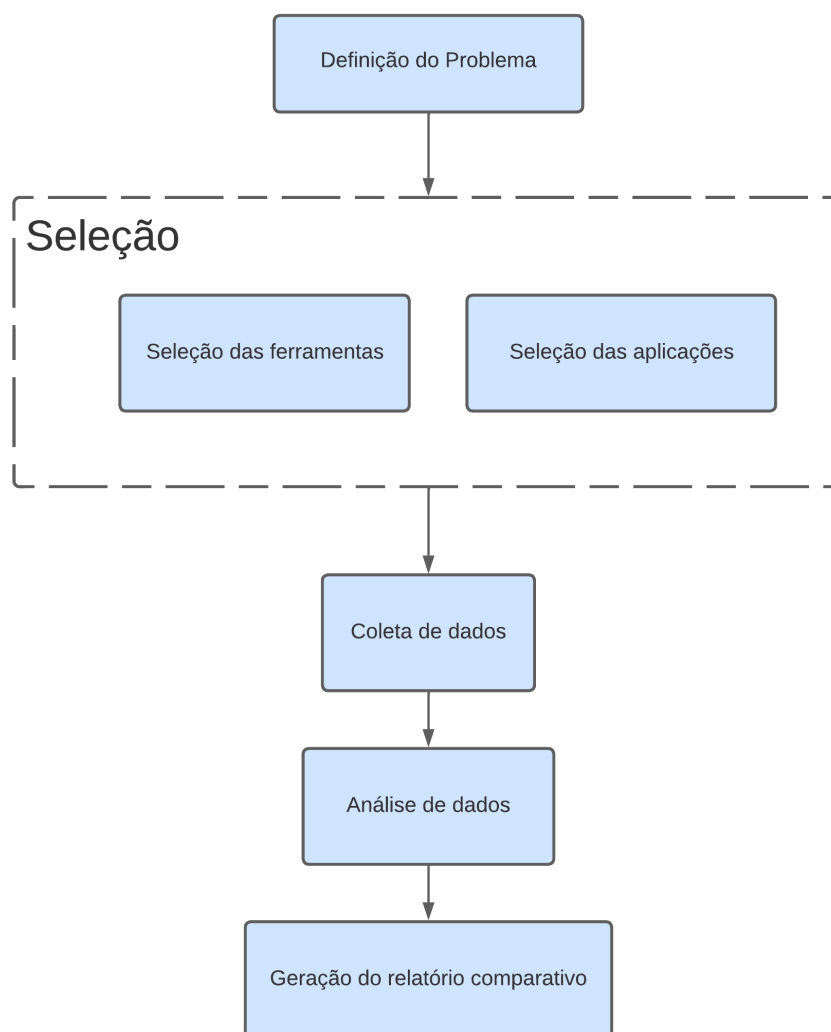 Definição do Problema
Seleção
Seleção das ferramentas
Seleção das aplicações
Coleta de dados
Análise de dados
Geração do relatório comparativo